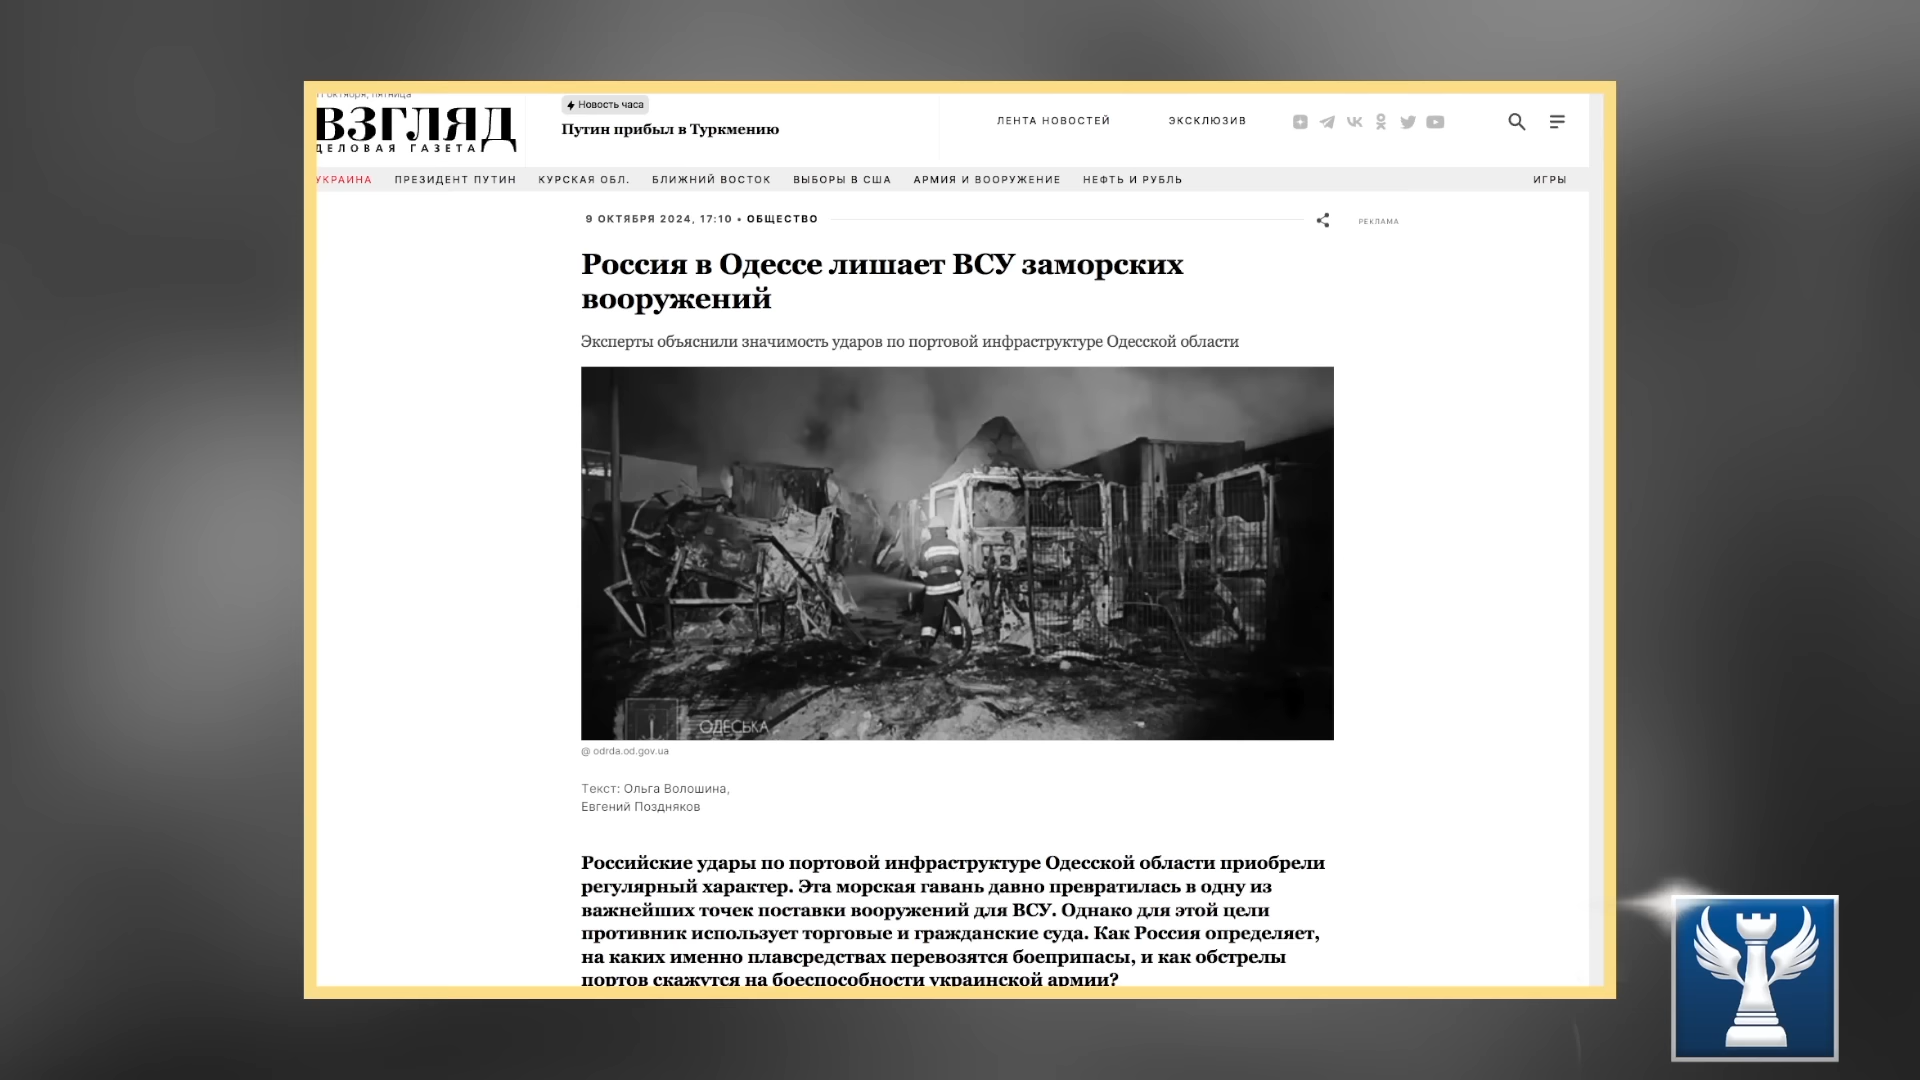 11 октября, пятница
ВЗГЛЯД
ДЕЛОВАЯ ГАЗЕТА
Новость часа
Путин прибыл в Туркмению
ЛЕНТА НОВОСТЕЙ
ЭКСКЛЮЗИВ
УКРАИНА ПРЕЗИДЕНТ ПУТИН КУРСКАЯ ОБЛ. БЛИЖНИЙ ВОСТОК ВЫБОРЫ В США АРМИЯ И ВООРУЖЕНИЕ НЕФТЬ И РУБЛЬ ИГРЫ
9 ОКТЯБРЯ 2024, 17:10 • ОБЩЕСТВО
РЕКЛАМА
Россия в Одессе лишает ВСУ заморских
вооружений
Эксперты объяснили значимость ударов по портовой инфраструктуре Одесской области
ОДЕСЬКА
@ odrda.od.gov.ua
Текст: Ольга Волошина,
Евгений Поздняков
Российские удары по портовой инфраструктуре Одесской области приобрели
регулярный характер. Эта морская гавань давно превратилась в одну из
важнейших точек поставки вооружений для ВСУ. Однако для этой цели
противник использует торговые и гражданские суда. Как Россия определяет,
на каких именно плавсредствах перевозятся боеприпасы, и как обстрелы
портов скажутся на боеспособности украинской армии?